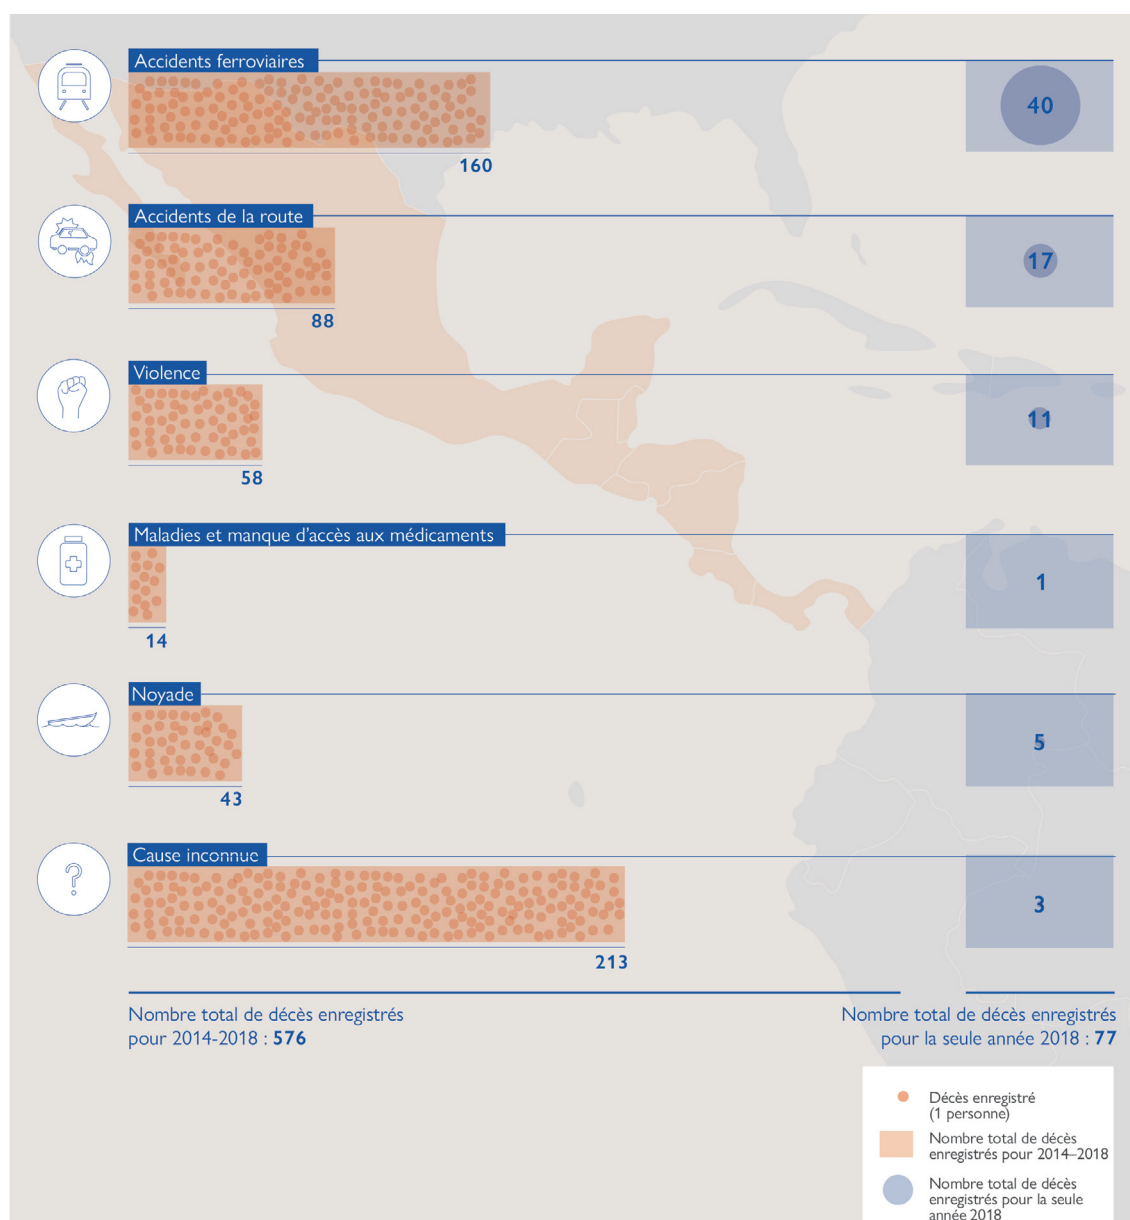 Accidents ferroviaires
40
160
Accidents de la route
17
88
Violence
11
58
Maladies et manque d'accès aux médicaments
1
14
Noyade
5
43
?
Cause inconnue
3
213
Nombre total de décès enregistrés
pour 2014-2018 : 576
Nombre total de décès enregistrés
pour la seule année 2018 : 77
Décès enregistré
(1 personne)
Nombre total de décès
enregistrés pour 2014–2018
Nombre total de décès
enregistrés pour la seule
année 2018